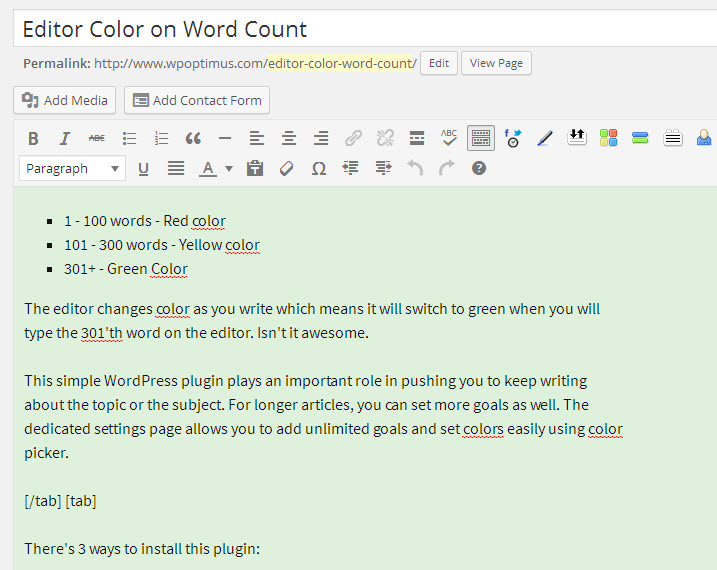 Editor Color on Word Count
Permalink: http://www.wpoptimus.com/editor-color-word-count/ Edit View Page
Add Media Add Contact Form
B I ABC ABC
Paragraph U A Ω ?
1 - 100 words - Red color
101 - 300 words - Yellow color
301+ - Green Color
The editor changes color as you write which means it will switch to green when you will
type the 301'th word on the editor. Isn't it awesome.
This simple WordPress plugin plays an important role in pushing you to keep writing
about the topic or the subject. For longer articles, you can set more goals as well. The
dedicated settings page allows you to add unlimited goals and set colors easily using color
picker.
[/tab] [tab]
There's 3 ways to install this plugin: